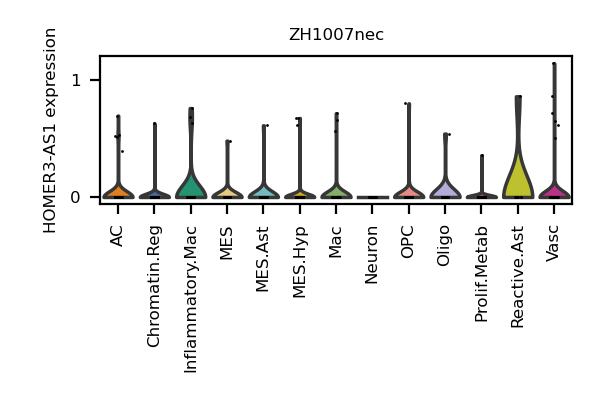 ZH1007nec
HOMER3-AS1 expression
1
0
AC
Chromatin.Reg
Inflammatory.Mac
MES
MES.Ast
MES.Hyp
Mac
Neuron
OPC
Oligo
Prolif.Metab
Reactive.Ast
Vasc